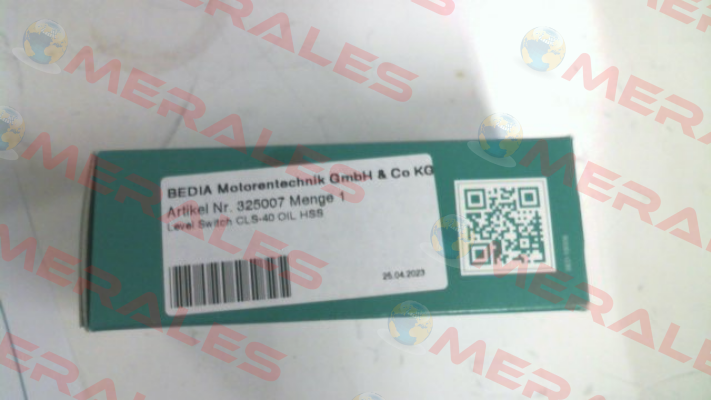 MERALES
MERALES
MERALES
BEDIA Motorentechnik GmbH & Co KG
Artikel Nr. 325007 Menge 1
Level Switch CLS-40 OIL HSS
25.04.2023
MERALES
MERALES